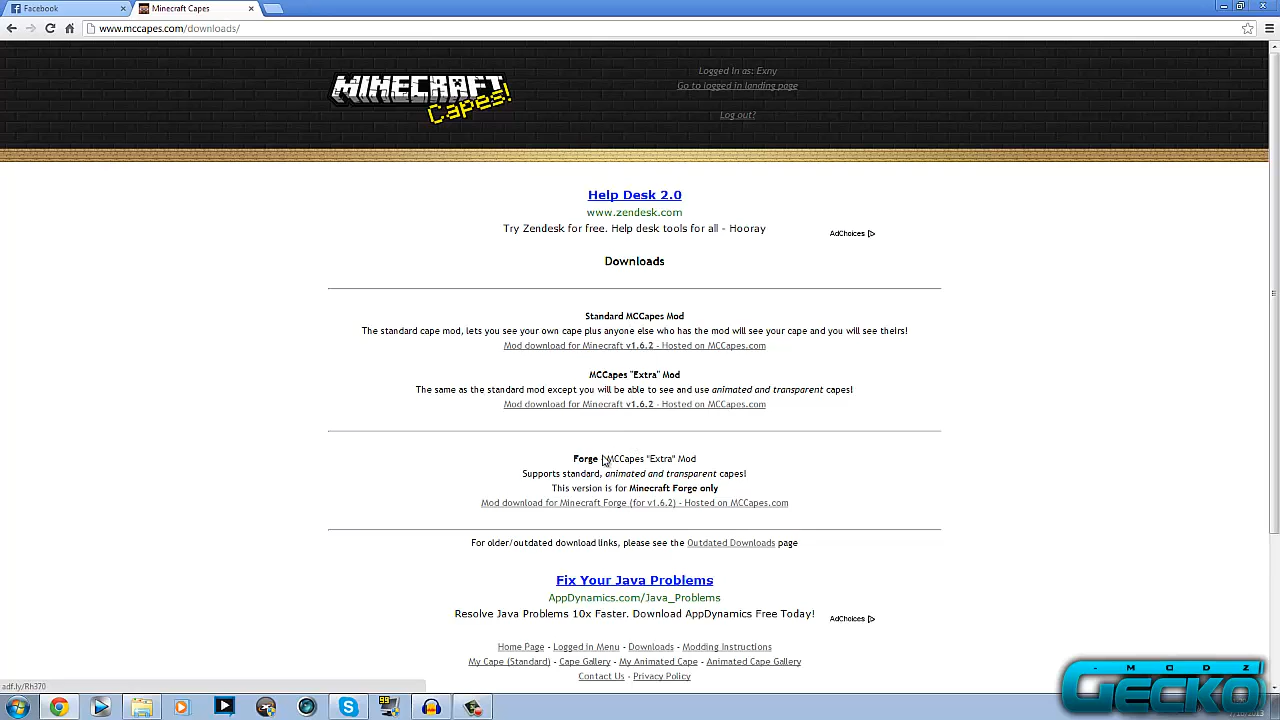 Facebook
Minecraft Capes
www.mccapes.com/downloads/
MINECRAFT
Capes!
Logged in as: Exny
Go to logged in landing page
Log out?
Help Desk 2.0
www.zendesk.com
Try Zendesk for free. Help desk tools for all - Hooray
AdChoices
Downloads
Standard MCCapes Mod
The standard cape mod, lets you see your own cape plus anyone else who has the mod will see your cape and you will see theirs!
Mod download for Minecraft v1.6.2 - Hosted on MCCapes.com
MCCapes "Extra" Mod
The same as the standard mod except you will be able to see and use animated and transparent capes!
Mod download for Minecraft v1.6.2 - Hosted on MCCapes.com
Forge MCCapes "Extra" Mod
Supports standard, animated and transparent capes!
This version is for Minecraft Forge only
Mod download for Minecraft Forge (for v1.6.2) - Hosted on MCCapes.com
For older/outdated download links, please see the Outdated Downloads page
Fix Your Java Problems
AppDynamics.com/Java_Problems
Resolve Java Problems 10x Faster. Download AppDynamics Free Today!
AdChoices
Home Page - Logged In Menu - Downloads - Modding Instructions
My Cape (Standard) - Cape Gallery - My Animated Cape - Animated Cape Gallery
Contact Us - Privacy Policy
adf.ly/Rh370
- M O D Z
GECKO
99